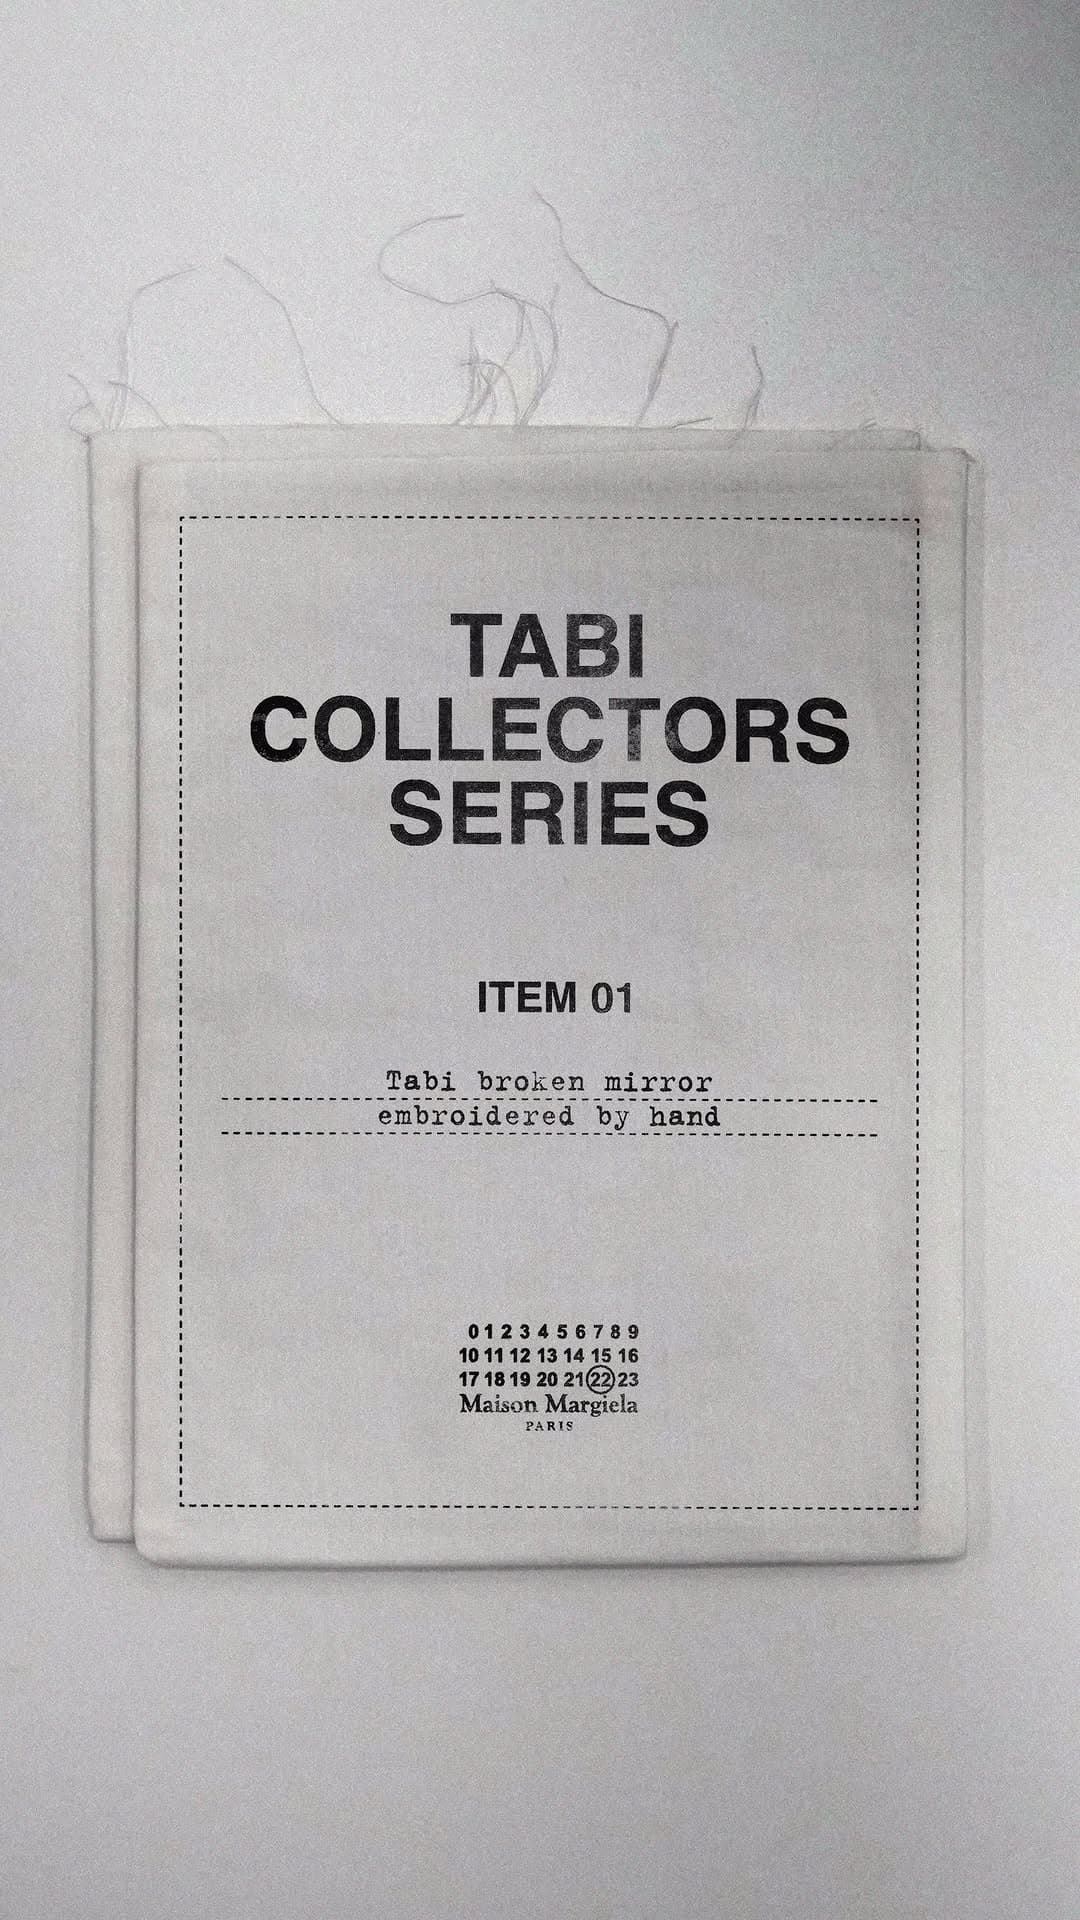 TABI
COLLECTORS
SERIES
ITEM 01
Tabi broken mirror
embroidered by hand
0 1 2 3 4 5 6 7 8 9
10 11 12 13 14 15 16
17 18 19 20 21 22 23
Maison Margiela
PARIS